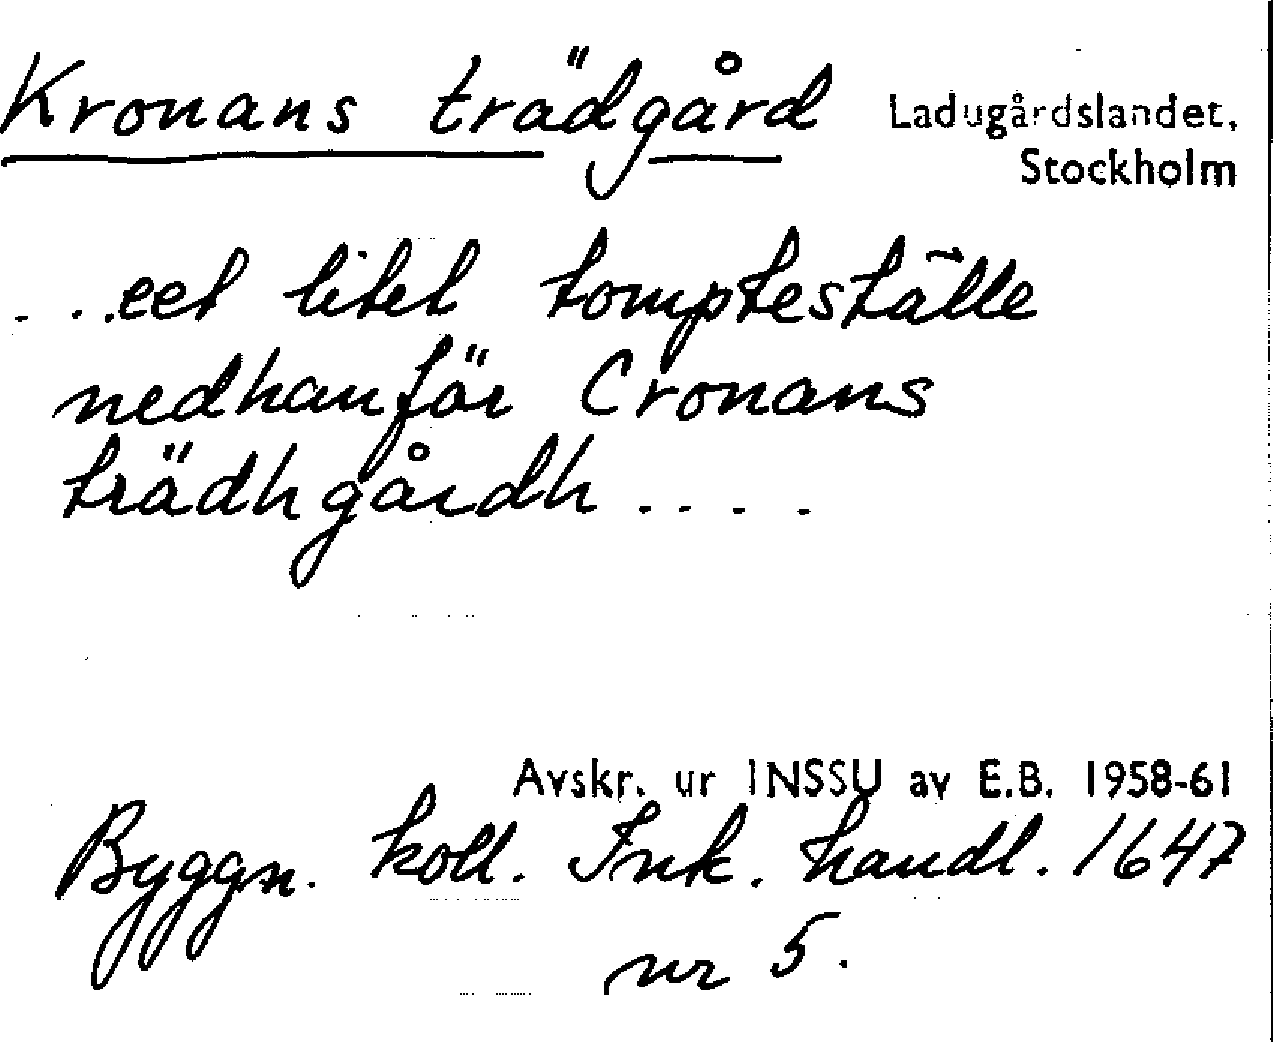 Kronans trädgård Ladugårdslandet,
Stockholm
...eet litet tompteställe
nedhanför Cronans
trädhgårdh....
Avskr. ur INSSU av E.B. 1958-61
Byggn. koll. Ink. handl. 1647
nr 5.